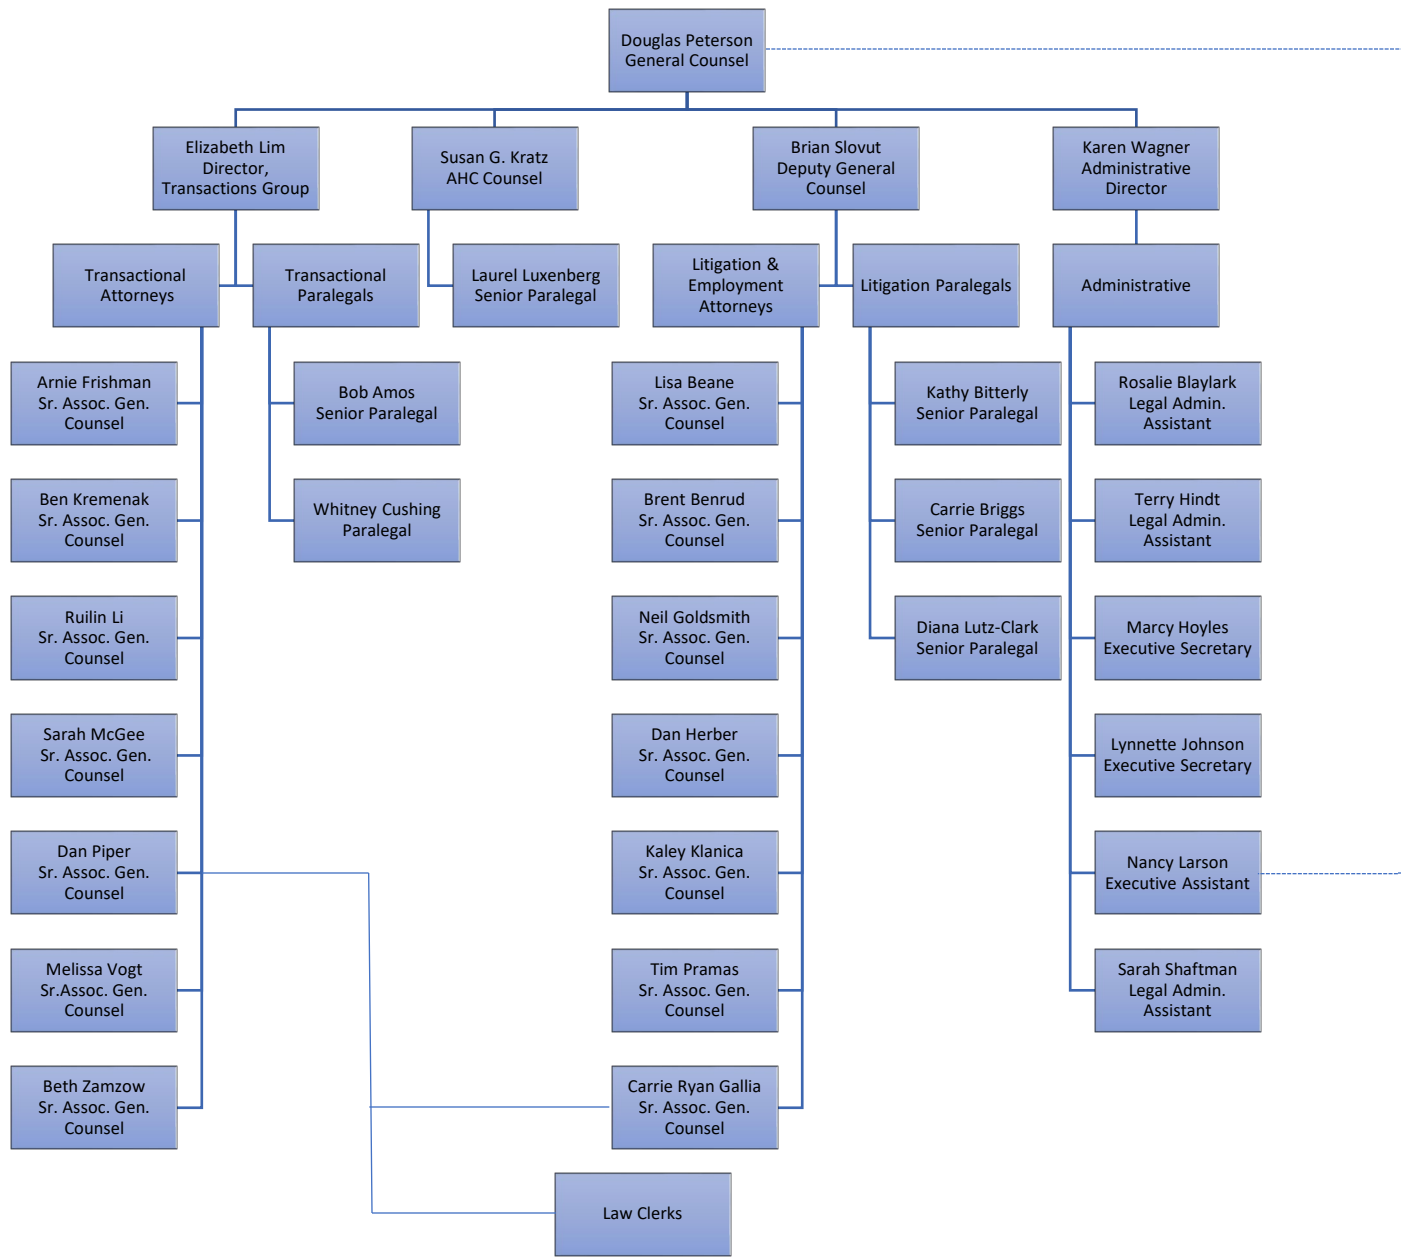 Douglas Peterson
General Counsel
Elizabeth Lim
Director,
Transactions Group
Susan G. Kratz
AHC Counsel
Brian Slovut
Deputy General
Counsel
Karen Wagner
Administrative
Director
Transactional
Attorneys
Transactional
Paralegals
Laurel Luxenberg
Senior Paralegal
Litigation &
Employment
Attorneys
Litigation Paralegals
Administrative
Arnie Frishman
Sr. Assoc. Gen.
Counsel
Bob Amos
Senior Paralegal
Lisa Beane
Sr. Assoc. Gen.
Counsel
Kathy Bitterly
Senior Paralegal
Rosalie Blaylark
Legal Admin.
Assistant
Ben Kremenak
Sr. Assoc. Gen.
Counsel
Whitney Cushing
Paralegal
Brent Benrud
Sr. Assoc. Gen.
Counsel
Carrie Briggs
Senior Paralegal
Terry Hindt
Legal Admin.
Assistant
Ruilin Li
Sr. Assoc. Gen.
Counsel
Neil Goldsmith
Sr. Assoc. Gen.
Counsel
Diana Lutz-Clark
Senior Paralegal
Marcy Hoyles
Executive Secretary
Sarah McGee
Sr. Assoc. Gen.
Counsel
Dan Herber
Sr. Assoc. Gen.
Counsel
Lynnette Johnson
Executive Secretary
Dan Piper
Sr. Assoc. Gen.
Counsel
Kaley Klanica
Sr. Assoc. Gen.
Counsel
Nancy Larson
Executive Assistant
Melissa Vogt
Sr.Assoc. Gen.
Counsel
Tim Pramas
Sr. Assoc. Gen.
Counsel
Sarah Shaftman
Legal Admin.
Assistant
Beth Zamzow
Sr. Assoc. Gen.
Counsel
Carrie Ryan Gallia
Sr. Assoc. Gen.
Counsel
Law Clerks